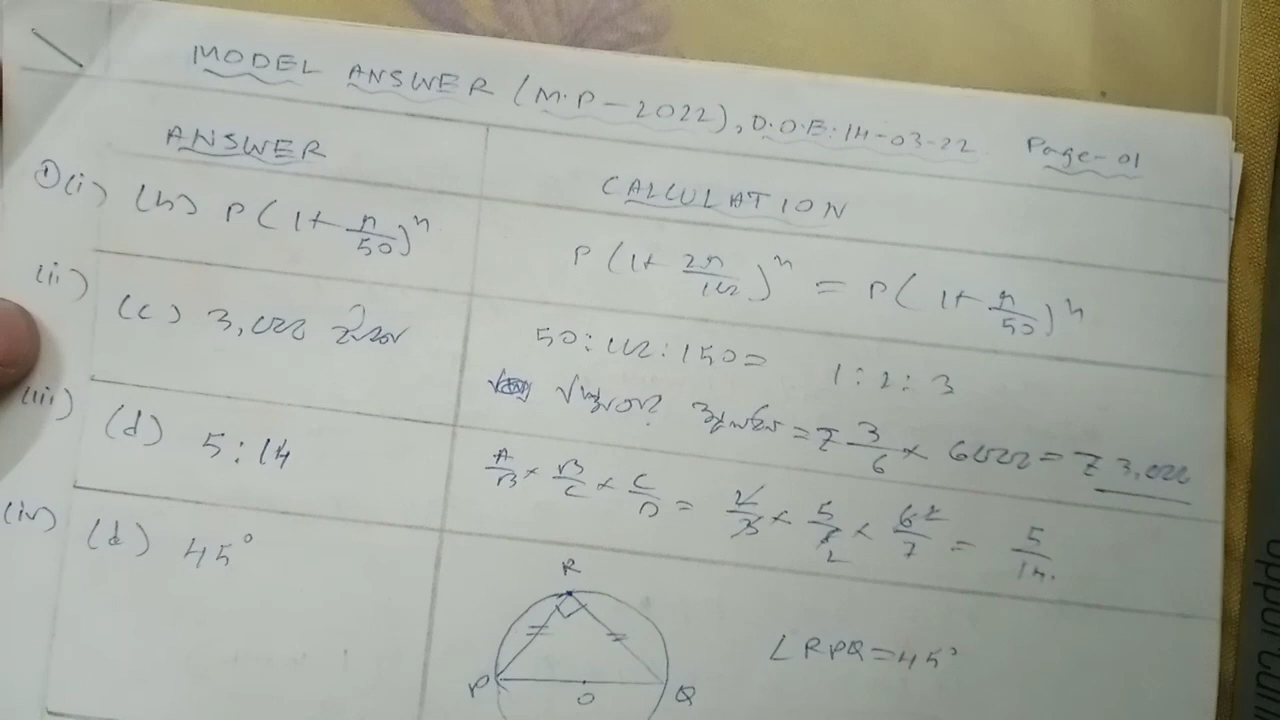 MODEL ANSWER (M.P-2022), D.O.E: 14-03-22 Page-01
ANSWER
CALCULATION
①(i) (b) P(1+r/50)^n
P(1+2r/100)^n = P(1+r/50)^n
(ii) (c) 3,000 টাকা
50:100:150= 1:2:3
= ₹ 3/6 × 6000 = ₹ 3,000
(iii) (d) 5:14
A/B × B/C × C/D = 2/3 × 5/ × 6/7 = 5/14.
(iv) (d) 45°
R
P
O
Q
∠RPQ=45°